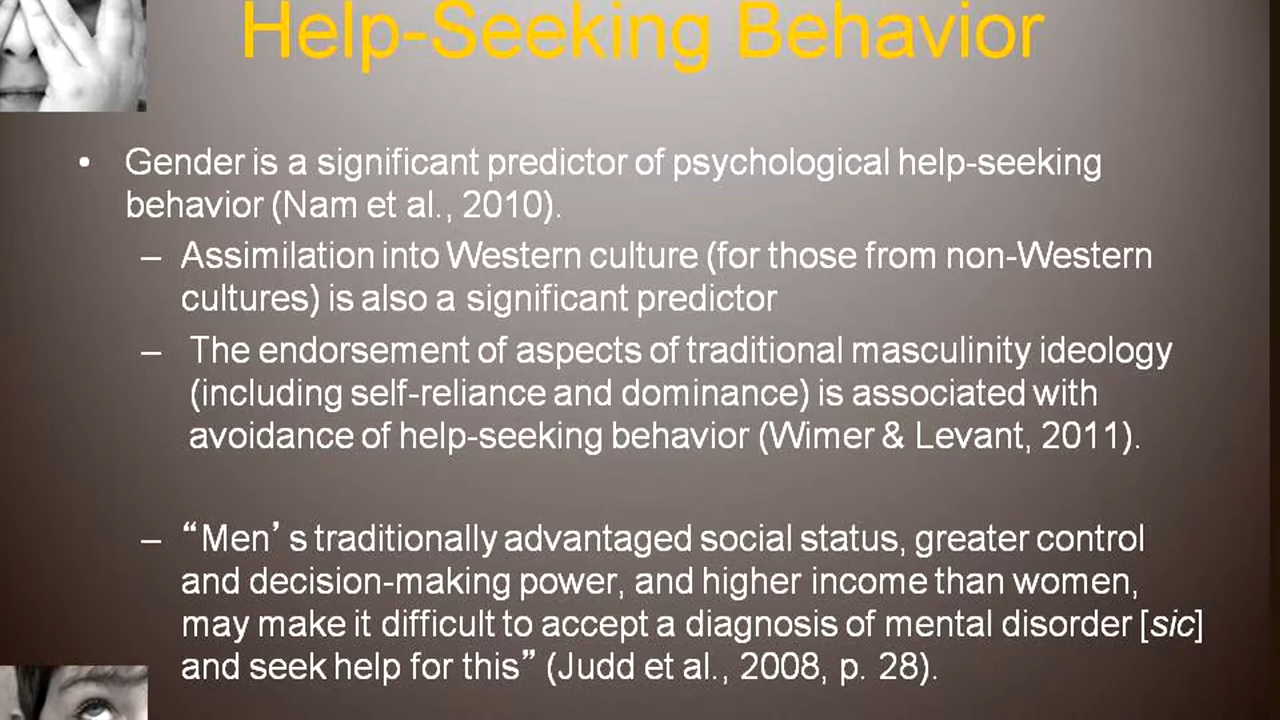 Help-Seeking Behavior
• Gender is a significant predictor of psychological help-seeking
behavior (Nam et al., 2010).
– Assimilation into Western culture (for those from non-Western
cultures) is also a significant predictor
– The endorsement of aspects of traditional masculinity ideology
(including self-reliance and dominance) is associated with
avoidance of help-seeking behavior (Wimer & Levant, 2011).
– “Men’s traditionally advantaged social status, greater control
and decision-making power, and higher income than women,
may make it difficult to accept a diagnosis of mental disorder [sic]
and seek help for this” (Judd et al., 2008, p. 28).